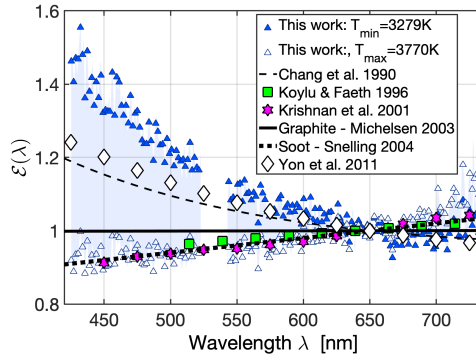 This work: T_min=3279K
This work:, T_max=3770K
Chang et al. 1990
Koylu & Faeth 1996
Krishnan et al. 2001
Graphite - Michelsen 2003
Soot - Snelling 2004
Yon et al. 2011
1.6
1.4
1.2
1
0.8
ℰ(λ)
450 500 550 600 650 700
Wavelength λ [nm]